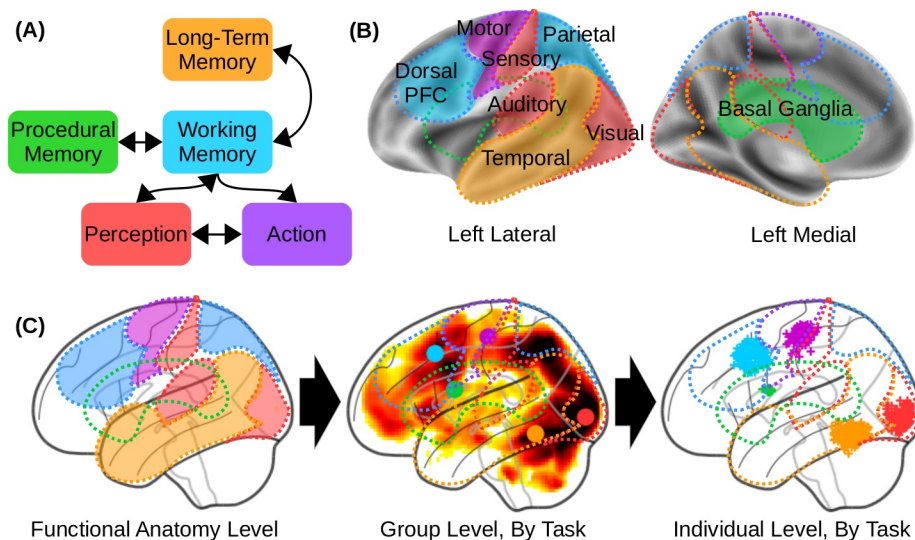 (A)
Long-Term
Memory
Procedural
Memory
Working
Memory
Perception
Action
(B)
Motor
Parietal
Sensory
Dorsal
PFC
Auditory
Visual
Temporal
Basal Ganglia
Left Lateral
Left Medial
(C)
Functional Anatomy Level
Group Level, By Task
Individual Level, By Task